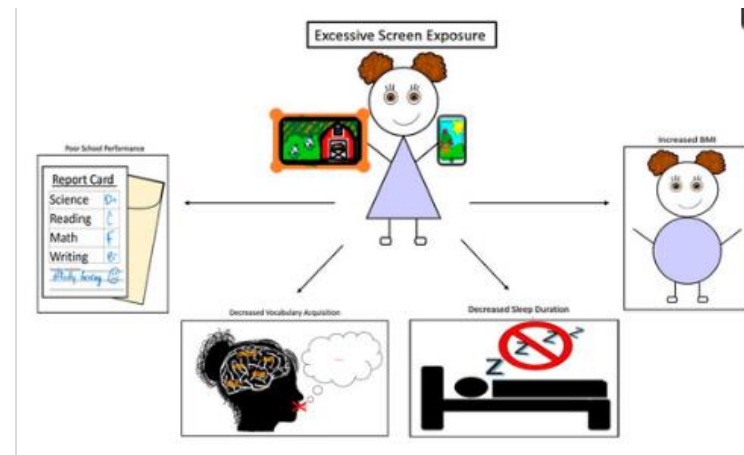 Excessive Screen Exposure
Poor School Performance
Report Card
Science D+
Reading C
Math F
Writing
Increased BMI
Decreased Vocabulary Acquisition
Decreased Sleep Duration
Z Z Z Z